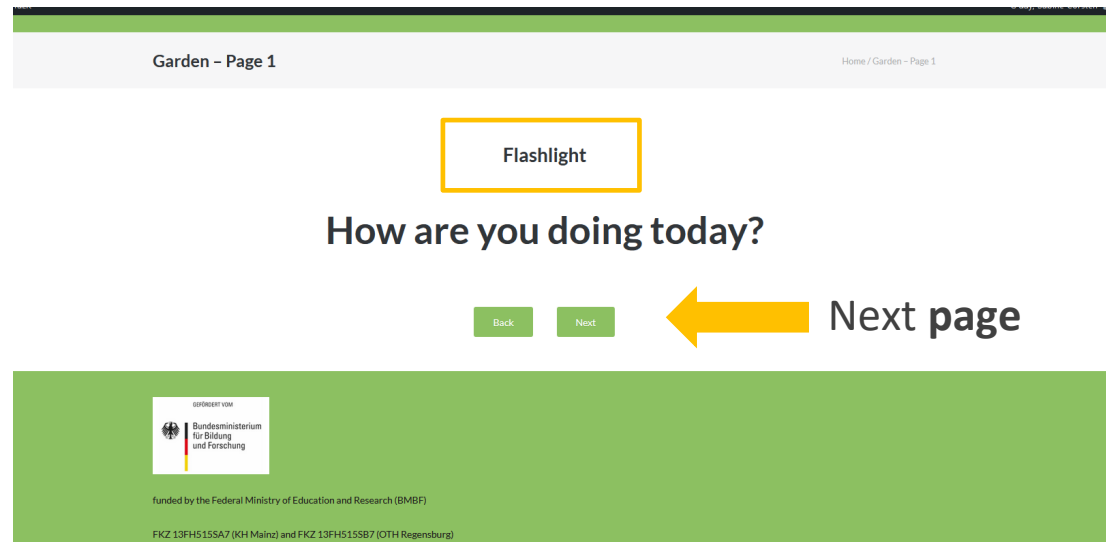 Garden – Page 1
Home / Garden – Page 1
Flashlight
How are you doing today?
Back
Next
Next page
GEFÖRDERT VOM
Bundesministerium
für Bildung
und Forschung
funded by the Federal Ministry of Education and Research (BMBF)
FKZ 13FH515SA7 (KH Mainz) and FKZ 13FH515SB7 (OTH Regensburg)